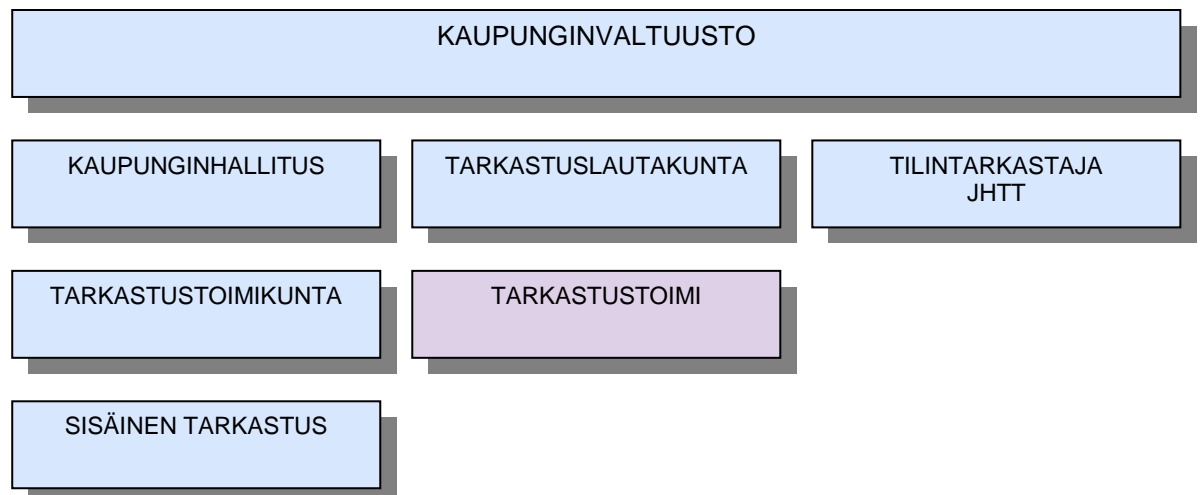 KAUPUNGINVALTUUSTO
KAUPUNGINHALLITUS
TARKASTUSLAUTAKUNTA
TILINTARKASTAJA
JHTT
TARKASTUSTOIMIKUNTA
TARKASTUSTOIMI
SISÄINEN TARKASTUS